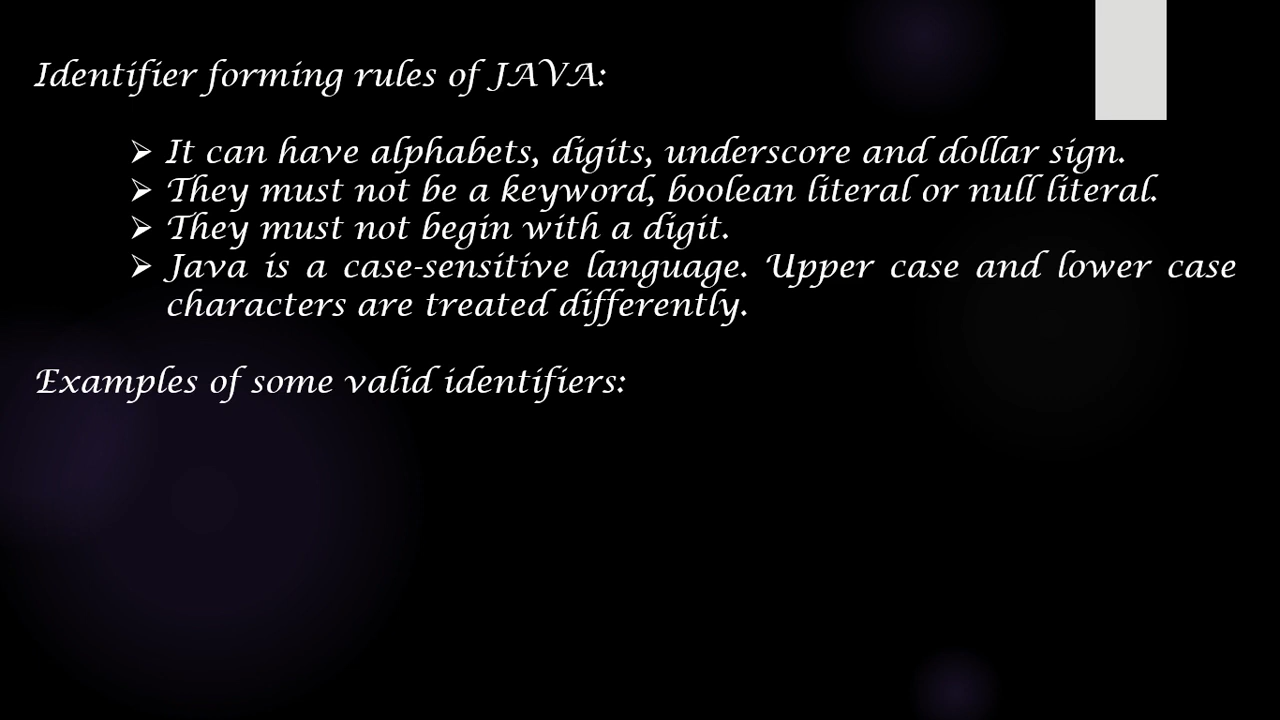 Identifier forming rules of JAVA:
➢ It can have alphabets, digits, underscore and dollar sign.
➢ They must not be a keyword, boolean literal or null literal.
➢ They must not begin with a digit.
➢ Java is a case-sensitive language. Upper case and lower case
characters are treated differently.
Examples of some valid identifiers: